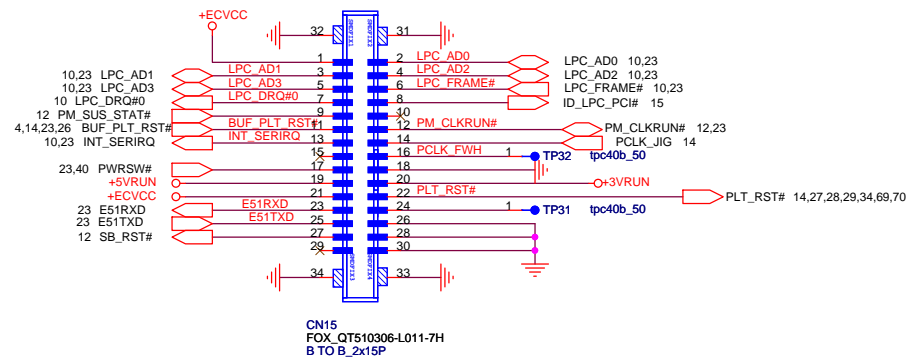 +ECVCC
32 SHDPIX1 SHDPIX2 31
1 2 LPC_AD0 LPC_AD0 10,23
10,23 LPC_AD1 LPC_AD1 3 4 LPC_AD2 LPC_AD2 10,23
10,23 LPC_AD3 LPC_AD3 5 6 LPC_FRAME# LPC_FRAME# 10,23
10 LPC_DRQ#0 LPC_DRQ#0 7 8 ID_LPC_PCI# 15
12 PM_SUS_STAT# 9 10
4,14,23,26 BUF_PLT_RST# BUF_PLT_RST# 11 12 PM_CLKRUN# PM_CLKRUN# 12,23
10,23 INT_SERIRQ INT_SERIRQ 13 14 PCLK_JIG 14
15 16 PCLK_FWH 1 TP32 tpc40b_50
23,40 PWRSW# 17 18
+5VRUN 19 20 +3VRUN
+ECVCC 21 22 PLT_RST# PLT_RST# 14,27,28,29,34,69,70
23 E51RXD E51RXD 23 24 1 TP31 tpc40b_50
23 E51TXD E51TXD 25 26
12 SB_RST# 27 28
29 30
34 SHDPIX3 SHDPIX4 33
CN15
FOX_QT510306-L011-7H
B TO B_2x15P